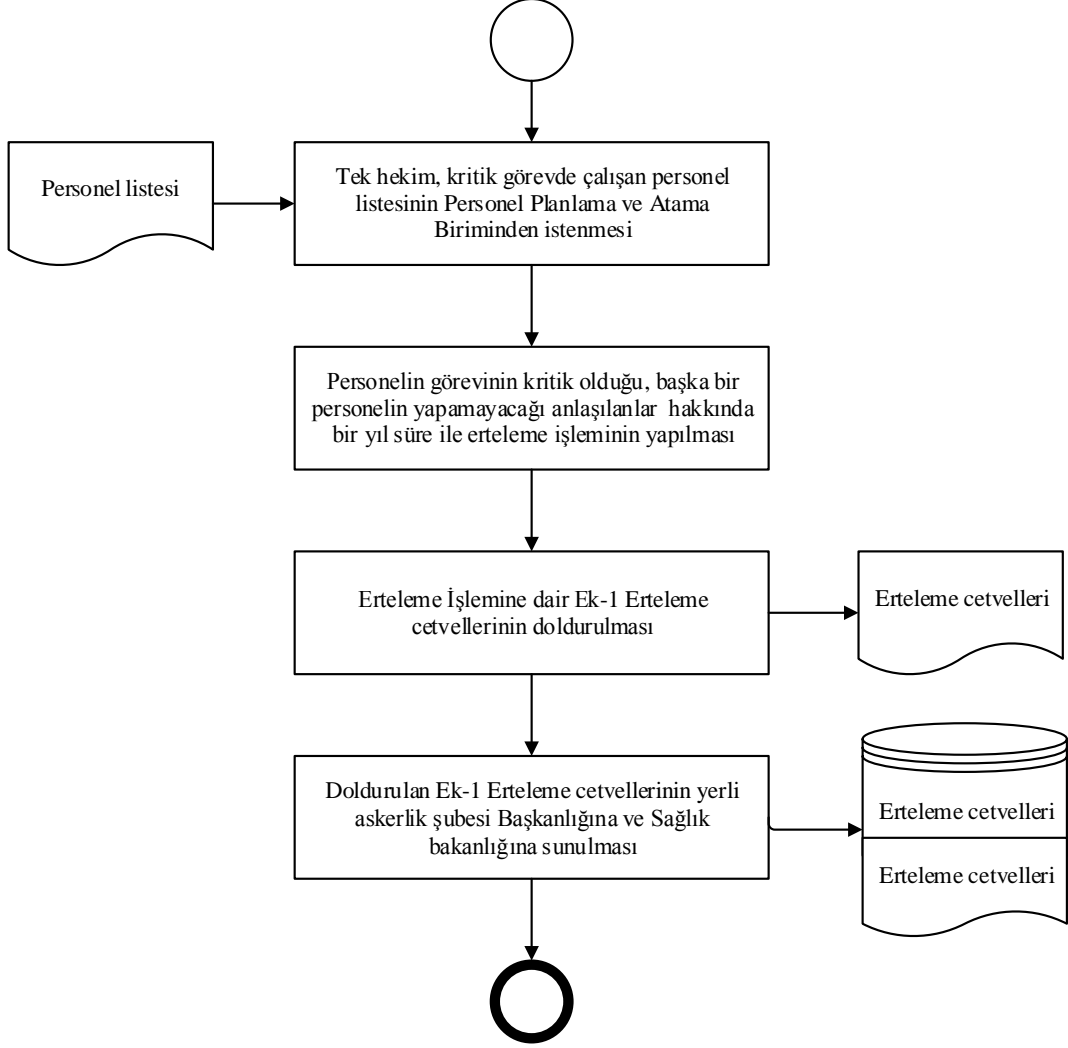 Personel listesi
Tek hekim, kritik görevde çalışan personel
listesinin Personel Planlama ve Atama
Biriminden istenmesi
Personelin görevinin kritik olduğu, başka bir
personelin yapamayacağı anlaşılanlar hakkında
bir yıl süre ile erteleme işleminin yapılması
Erteleme İşlemine dair Ek-1 Erteleme
cetvellerinin doldurulması
Erteleme cetvelleri
Doldurulan Ek-1 Erteleme cetvellerinin yerli
askerlik şubesi Başkanlığına ve Sağlık
bakanlığına sunulması
Erteleme cetvelleri
Erteleme cetvelleri